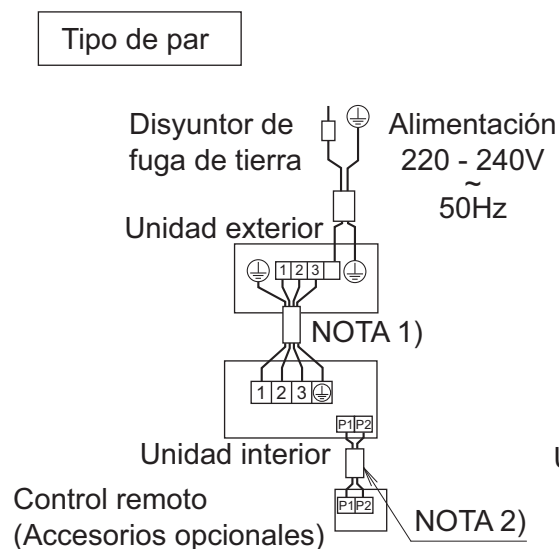 Tipo de par
Disyuntor de
fuga de tierra
Alimentación
220 - 240V
~
50Hz
Unidad exterior
1 2 3
NOTA 1)
1 2 3
P1 P2
Unidad interior
U
P1 P2
Control remoto
(Accesorios opcionales)
NOTA 2)